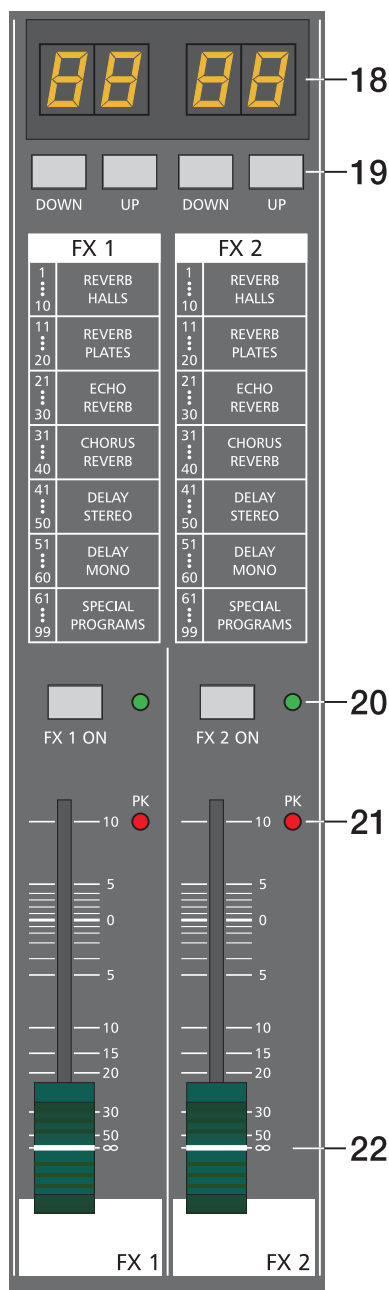 88 88
18
19
DOWN UP DOWN UP
FX 1 FX 2
1 10 REVERB HALLS 1 10 REVERB HALLS
11 20 REVERB PLATES 11 20 REVERB PLATES
21 30 ECHO REVERB 21 30 ECHO REVERB
31 40 CHORUS REVERB 31 40 CHORUS REVERB
41 50 DELAY STEREO 41 50 DELAY STEREO
51 60 DELAY MONO 51 60 DELAY MONO
61 99 SPECIAL PROGRAMS 61 99 SPECIAL PROGRAMS
20
FX 1 ON FX 2 ON
PK PK
10 10 21
5 5
0 0
5 5
10 10
15 15
20 20
30 30
50 50
∞ ∞ 22
FX 1 FX 2